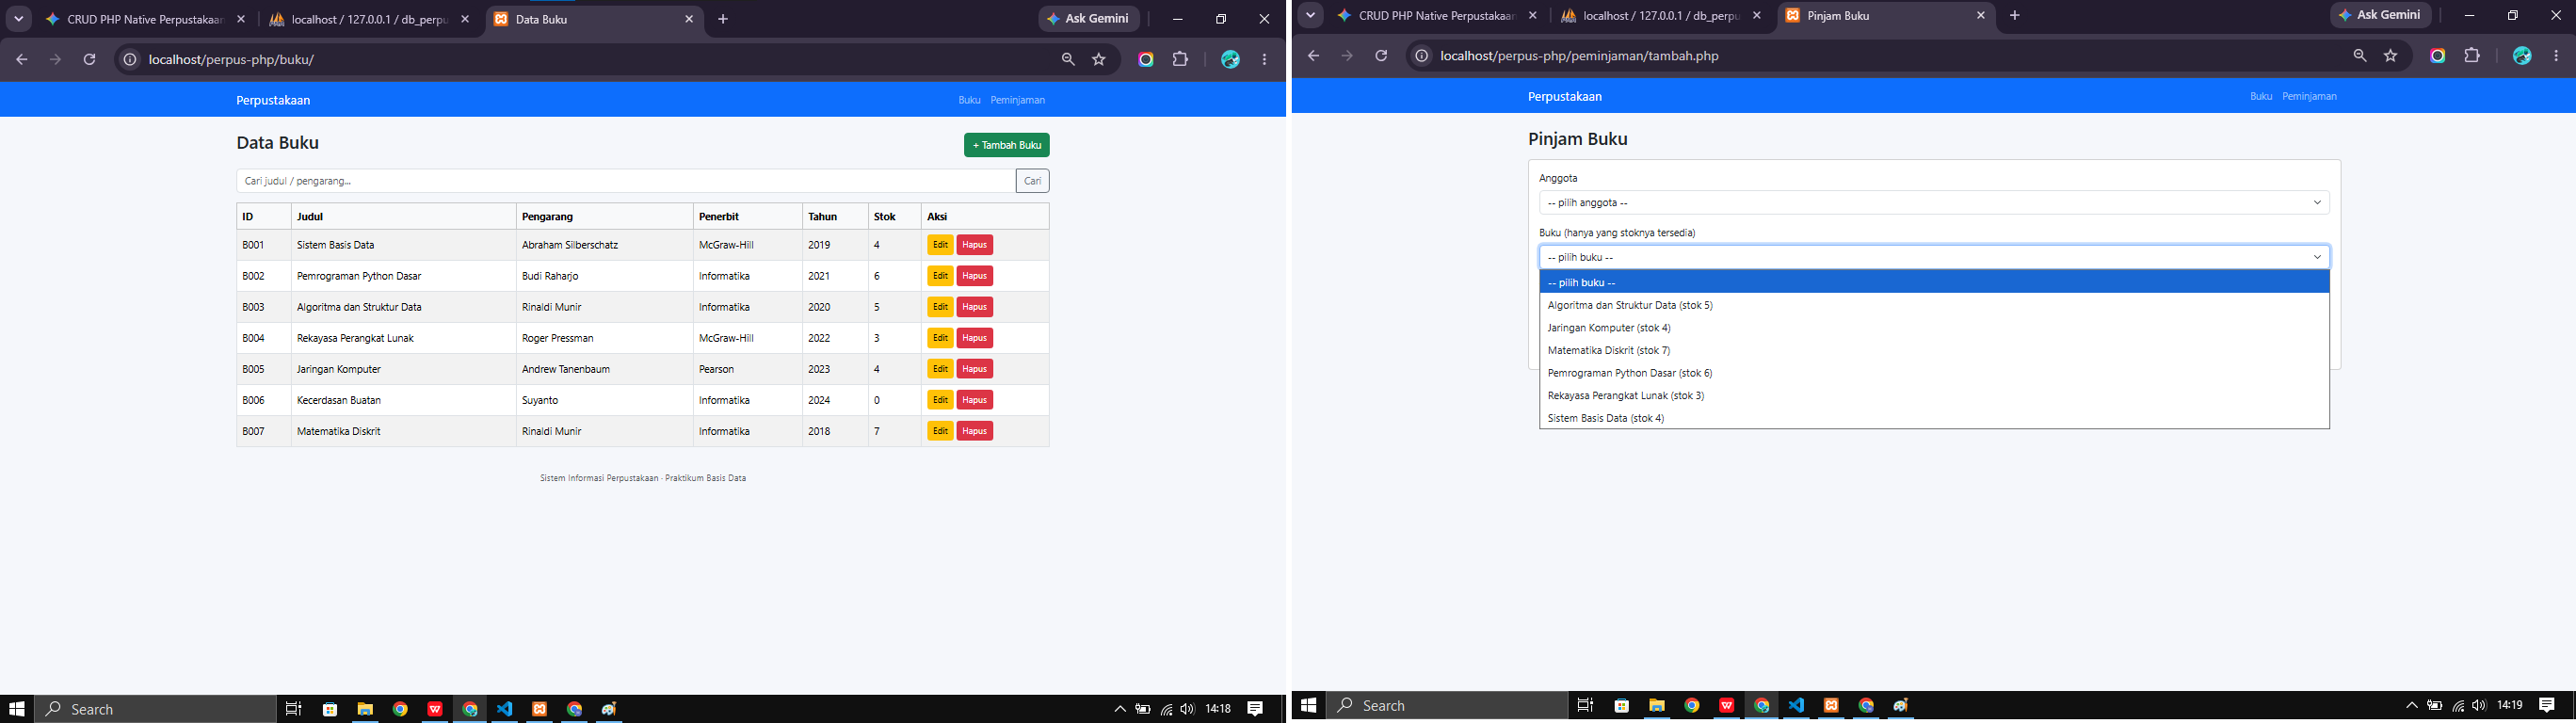 CRUD PHP Native Perpustakaan
localhost / 127.0.0.1 / db_perpu
Data Buku
Ask Gemini
localhost/perpus-php/buku/
Perpustakaan
Buku Peminjaman
Data Buku
+ Tambah Buku
Cari judul / pengarang...
Cari
ID Judul Pengarang Penerbit Tahun Stok Aksi
B001 Sistem Basis Data Abraham Silberschatz McGraw-Hill 2019 4 Edit Hapus
B002 Pemrograman Python Dasar Budi Raharjo Informatika 2021 6 Edit Hapus
B003 Algoritma dan Struktur Data Rinaldi Munir Informatika 2020 5 Edit Hapus
B004 Rekayasa Perangkat Lunak Roger Pressman McGraw-Hill 2022 3 Edit Hapus
B005 Jaringan Komputer Andrew Tanenbaum Pearson 2023 4 Edit Hapus
B006 Kecerdasan Buatan Suyanto Informatika 2024 0 Edit Hapus
B007 Matematika Diskrit Rinaldi Munir Informatika 2018 7 Edit Hapus
Sistem Informasi Perpustakaan · Praktikum Basis Data
Search
14:18
CRUD PHP Native Perpustakaan
localhost / 127.0.0.1 / db_perpu
Pinjam Buku
Ask Gemini
localhost/perpus-php/peminjaman/tambah.php
Perpustakaan
Buku Peminjaman
Pinjam Buku
Anggota
-- pilih anggota --
Buku (hanya yang stoknya tersedia)
-- pilih buku --
-- pilih buku --
Algoritma dan Struktur Data (stok 5)
Jaringan Komputer (stok 4)
Matematika Diskrit (stok 7)
Pemrograman Python Dasar (stok 6)
Rekayasa Perangkat Lunak (stok 3)
Sistem Basis Data (stok 4)
Search
14:19